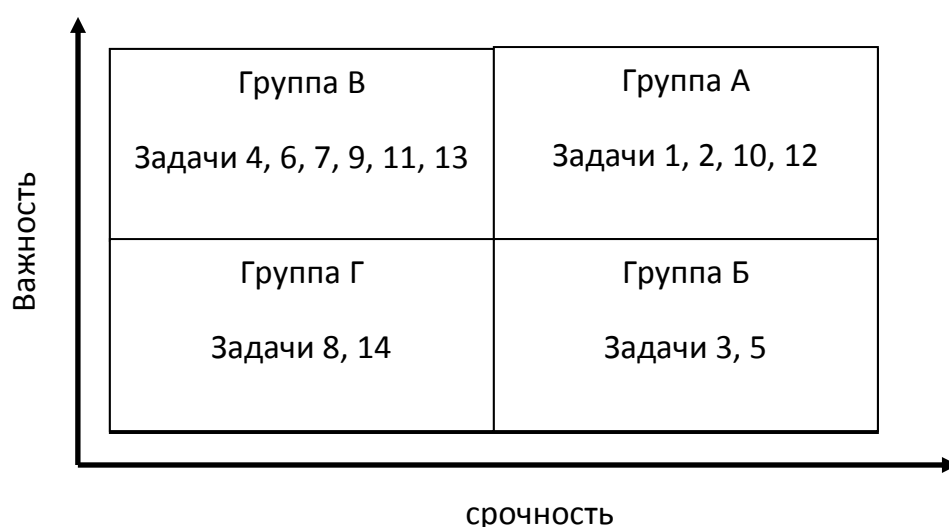 Важность
Группа В
Задачи 4, 6, 7, 9, 11, 13
Группа А
Задачи 1, 2, 10, 12
Группа Г
Задачи 8, 14
Группа Б
Задачи 3, 5
срочность